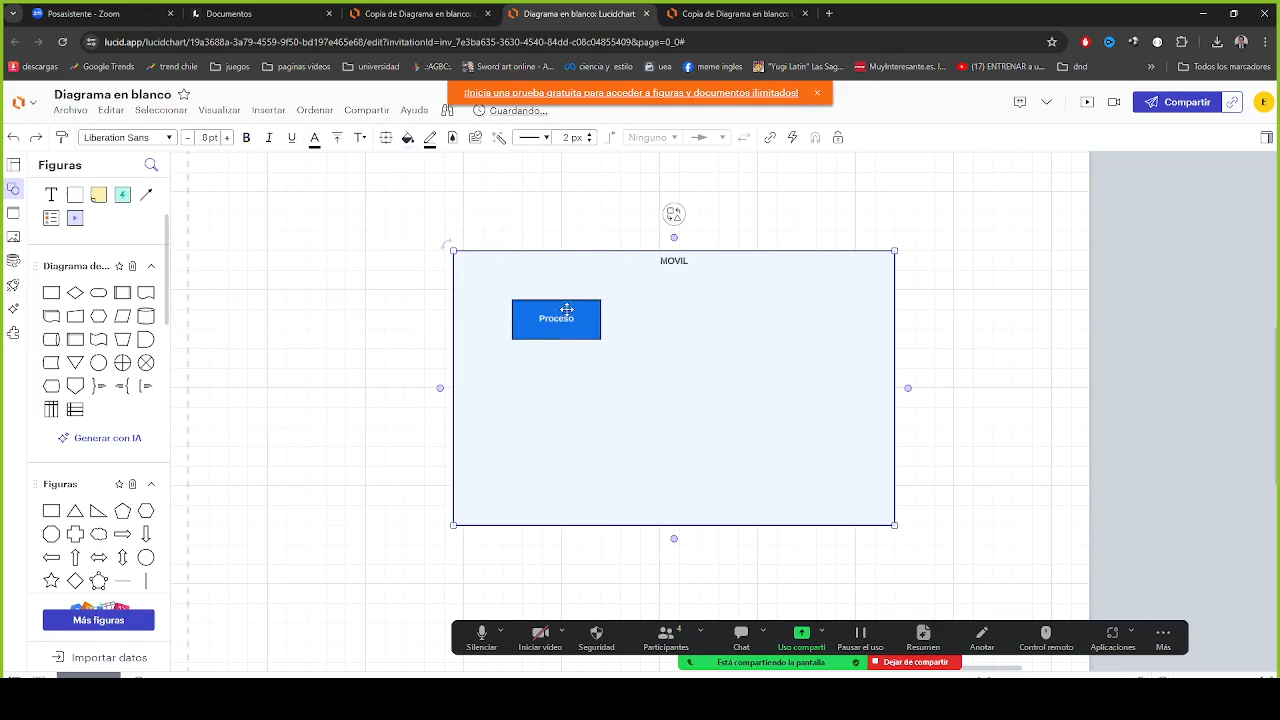 Posasistente - Zoom
Documentos
Copia de Diagrama en blanco: L
Diagrama en blanco: Lucidchart
Copia de Diagrama en blanco: L
lucid.app/lucidchart/19a3688a-3a79-4559-9f50-bd197e465e68/edit?invitationId=inv_7e3ba635-3630-4540-84dd-c08c04855409&page=0_0#
descargas
Google Trends
trend chile
juegos
paginas videos
universidad
.:AGBC:.
Sword art online - A...
ciencia y estilo
uea
meme ingles
"Yugi Latin" Las Sag...
MuyInteresante.es. l...
(17) ENTRENAR a u...
dnd
Todos los marcadores
¡Inicia una prueba gratuita para acceder a figuras y documentos ilimitados!
Diagrama en blanco
Archivo Editar Seleccionar Visualizar Insertar Ordenar Compartir Ayuda
Guardando...
Compartir
E
Liberation Sans
8pt
2 px
Ninguno
Figuras
Diagrama de...
Generar con IA
Figuras
Más figuras
Importar datos
MOVIL
Proceso
Silenciar
Iniciar video
Seguridad
4
Participantes
Chat
Uso comparti
Pausar el uso
Resumen
Anotar
Control remoto
Aplicaciones
Más
Está compartiendo la pantalla
Dejar de compartir